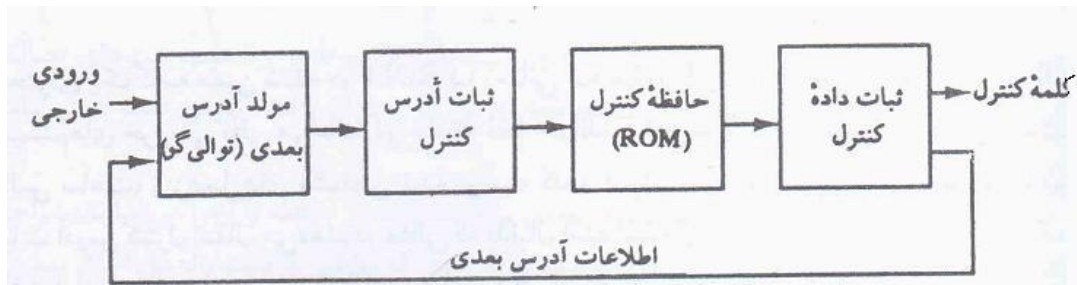 ورودی
خارجی
مولد آدرس
بعدی (توالی‌گر)
ثبات آدرس
کنترل
حافظهٔ کنترل
(ROM)
ثبات دادهٔ
کنترل
کلمهٔ کنترل
اطلاعات آدرس بعدی